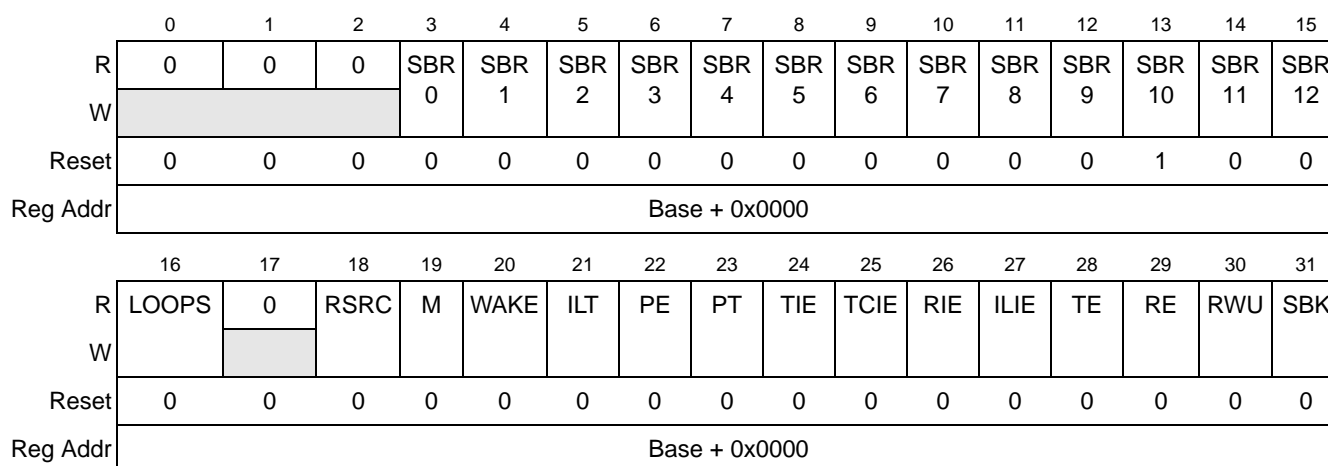 0 1 2 3 4 5 6 7 8 9 10 11 12 13 14 15
R 0 0 0 SBR SBR SBR SBR SBR SBR SBR SBR SBR SBR SBR SBR SBR
0 1 2 3 4 5 6 7 8 9 10 11 12
W
Reset 0 0 0 0 0 0 0 0 0 0 0 0 0 1 0 0
Reg Addr Base + 0x0000
16 17 18 19 20 21 22 23 24 25 26 27 28 29 30 31
R LOOPS 0 RSRC M WAKE ILT PE PT TIE TCIE RIE ILIE TE RE RWU SBK
W
Reset 0 0 0 0 0 0 0 0 0 0 0 0 0 0 0 0
Reg Addr Base + 0x0000